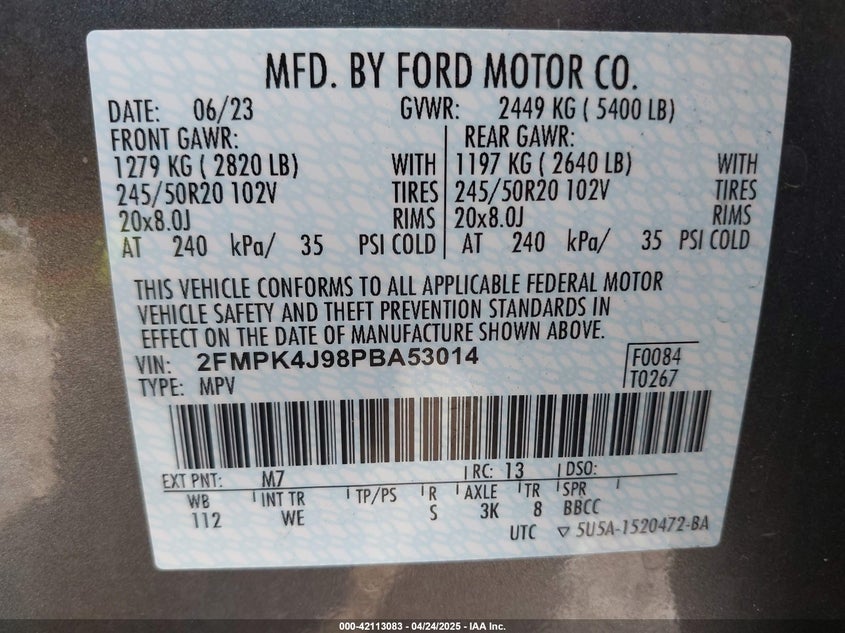 MFD. BY FORD MOTOR CO.
DATE: 06/23 GVWR: 2449 KG ( 5400 LB)
FRONT GAWR: REAR GAWR:
1279 KG ( 2820 LB) WITH 1197 KG ( 2640 LB) WITH
245/50R20 102V TIRES 245/50R20 102V TIRES
20x8.0J RIMS 20x8.0J RIMS
AT 240 kPa/ 35 PSI COLD AT 240 kPa/ 35 PSI COLD
THIS VEHICLE CONFORMS TO ALL APPLICABLE FEDERAL MOTOR
VEHICLE SAFETY AND THEFT PREVENTION STANDARDS IN
EFFECT ON THE DATE OF MANUFACTURE SHOWN ABOVE.
VIN: 2FMPK4J98PBA53014 F0084
TYPE: MPV T0267
EXT PNT: M7 RC: 13 DSO:
WB INT TR TP/PS R AXLE TR SPR
112 WE S 3K 8 BBCC
UTC ▽ 5U5A-1520472-BA
000-42113083 / 04/24/2025 - IAA Inc.